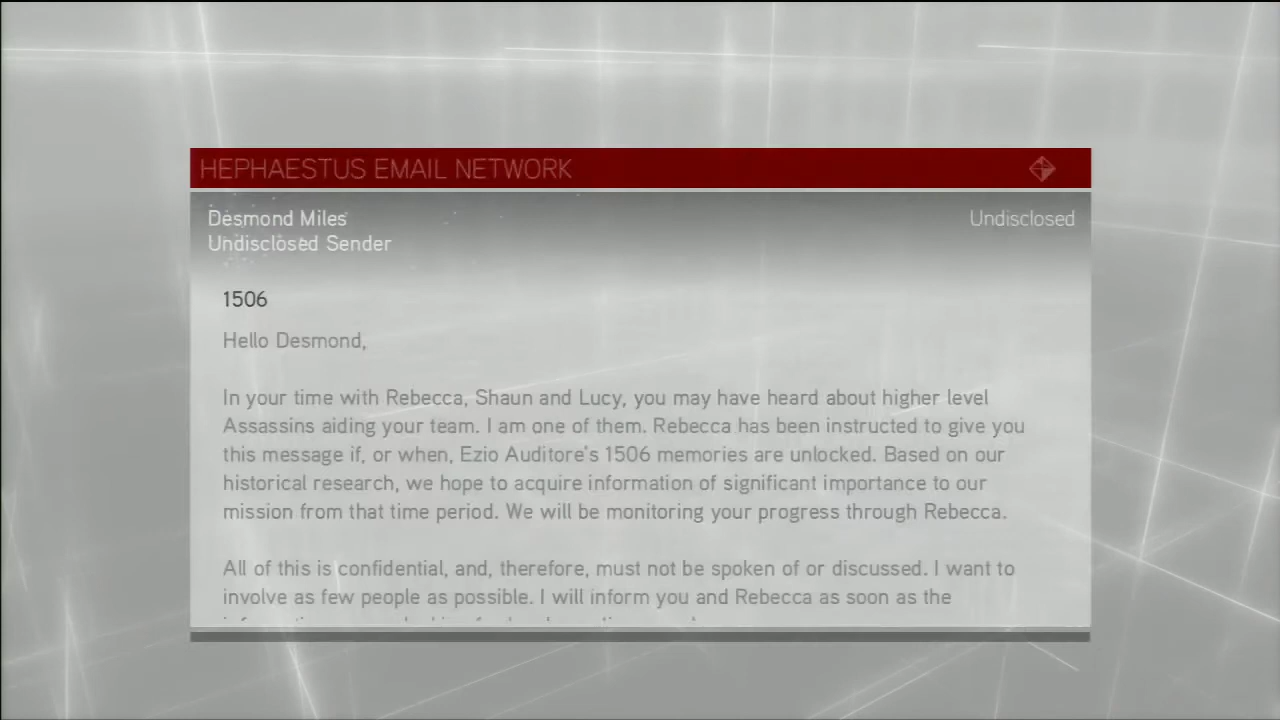 HEPHAESTUS EMAIL NETWORK
Desmond Miles
Undisclosed
Undisclosed Sender
1506
Hello Desmond,
In your time with Rebecca, Shaun and Lucy, you may have heard about higher level
Assassins aiding your team. I am one of them. Rebecca has been instructed to give you
this message if, or when, Ezio Auditore's 1506 memories are unlocked. Based on our
historical research, we hope to acquire information of significant importance to our
mission from that time period. We will be monitoring your progress through Rebecca.
All of this is confidential, and, therefore, must not be spoken of or discussed. I want to
involve as few people as possible. I will inform you and Rebecca as soon as the